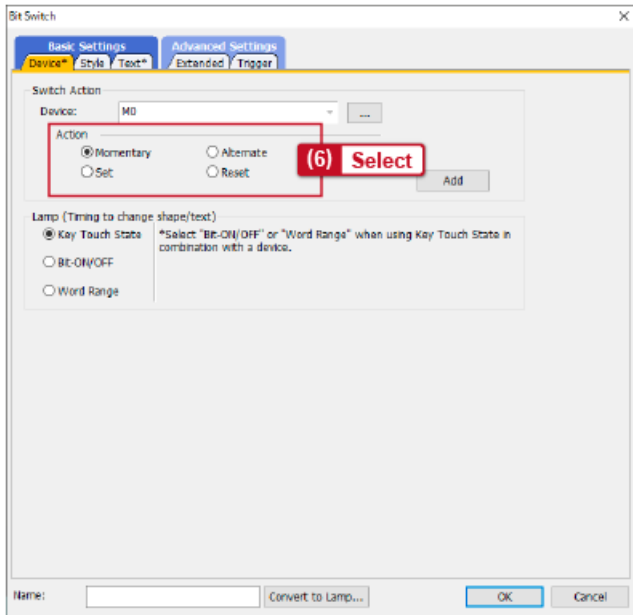 Bit Switch
Basic Settings Advanced Settings
Device* Style Text* Extended Trigger
Switch Action
Device: M0 ...
Action
Momentary Alternate
Set Reset
(6) Select
Add
Lamp (Timing to change shape/text)
Key Touch State *Select "Bit-ON/OFF" or "Word Range" when using Key Touch State in
combination with a device.
Bit-ON/OFF
Word Range
Name: Convert to Lamp... OK Cancel